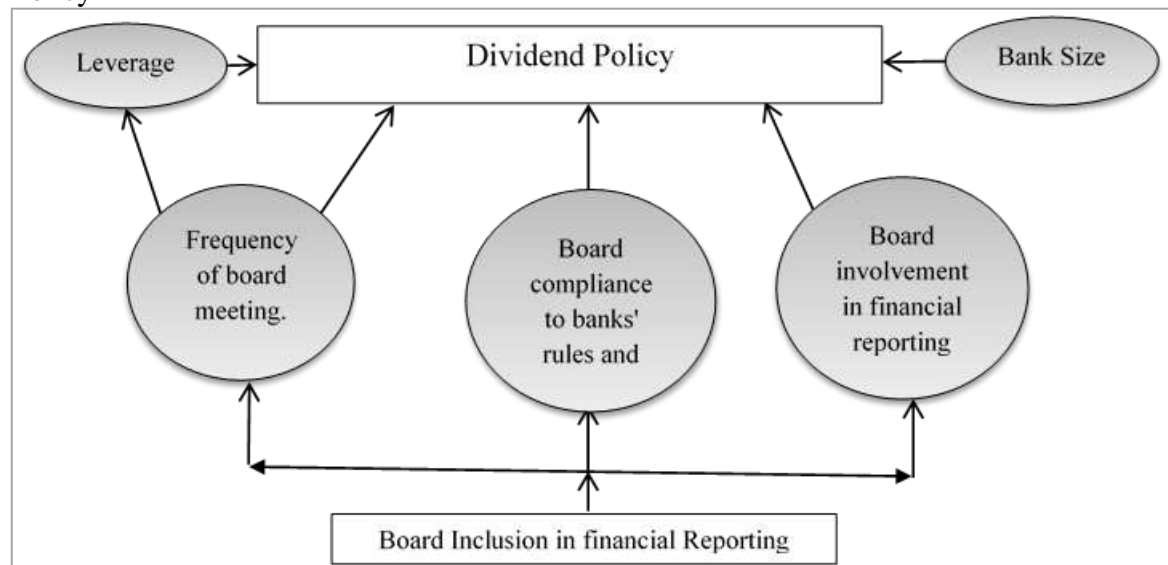 Leverage
Dividend Policy
Bank Size
Frequency
of board
meeting.
Board
compliance
to banks'
rules and
Board
involvement
in financial
reporting
Board Inclusion in financial Reporting